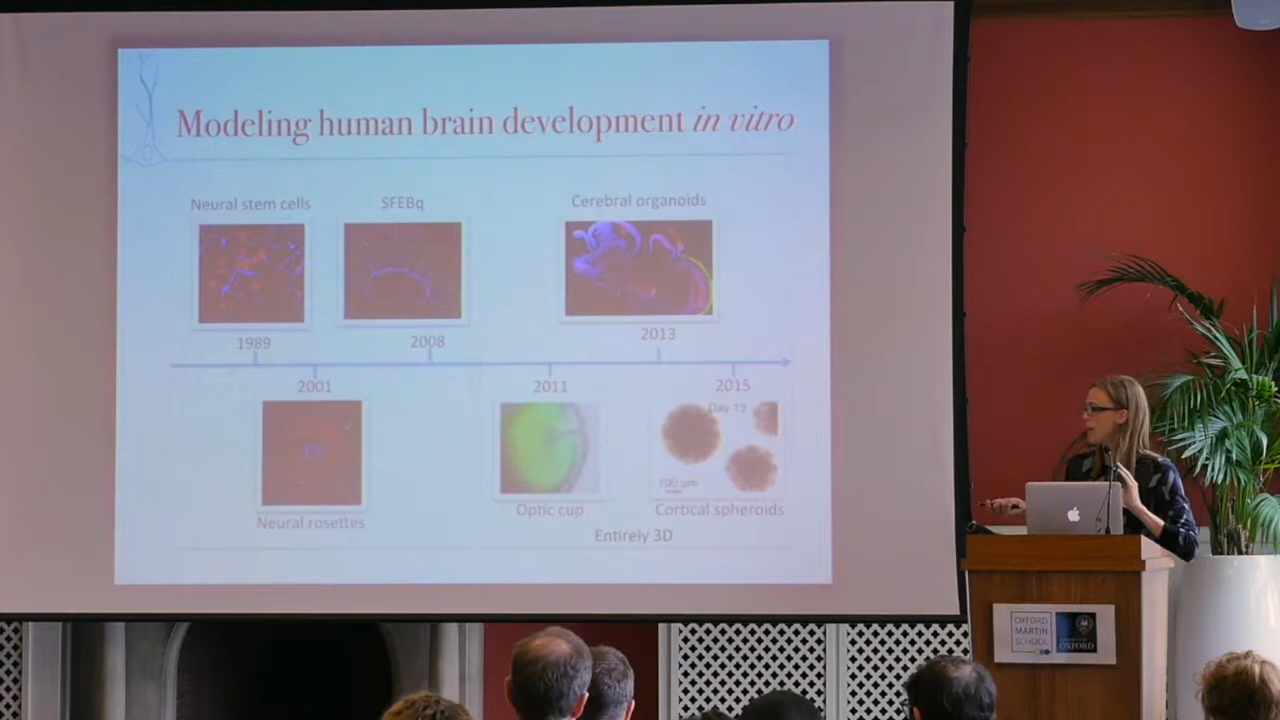 Modeling human brain development in vitro
Neural stem cells
SFEBq
Cerebral organoids
1989
2008
2013
2001
2011
2015
Day 13
100 µm
Neural rosettes
Optic cup
Cortical spheroids
Entirely 3D
OXFORD
MARTIN
SCHOOL
OXFORD